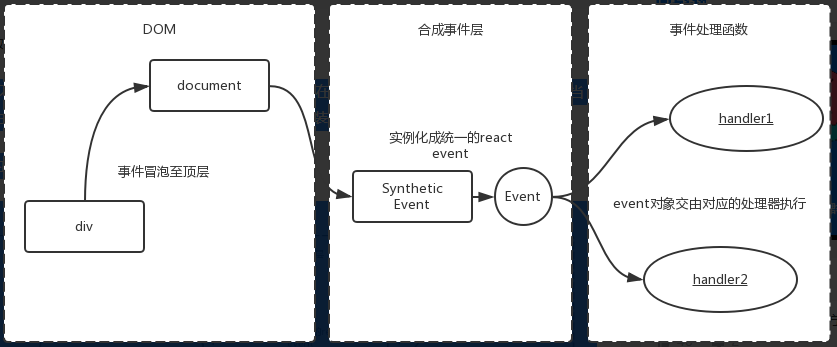 DOM
document
事件冒泡至顶层
div
合成事件层
实例化成统一的react
event
Synthetic
Event
Event
事件处理函数
handler1
event对象交由对应的处理器执行
handler2
在
当